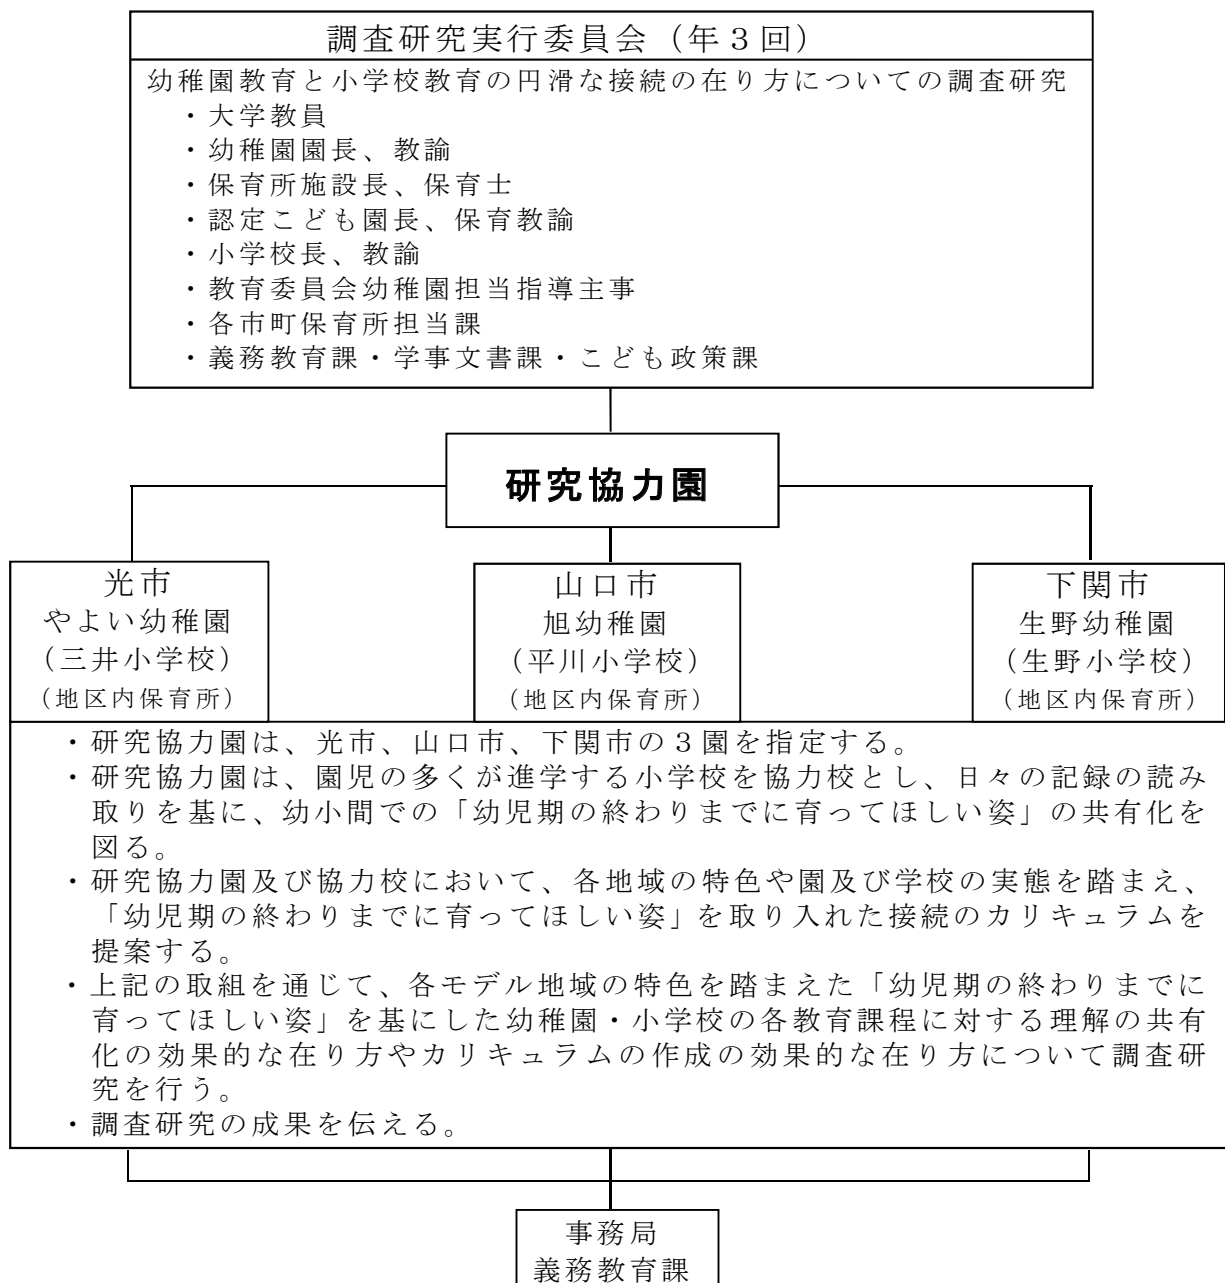 調査研究実行委員会（年３回）
幼稚園教育と小学校教育の円滑な接続の在り方についての調査研究
・大学教員
・幼稚園園長、教諭
・保育所施設長、保育士
・認定こども園長、保育教諭
・小学校長、教諭
・教育委員会幼稚園担当指導主事
・各市町保育所担当課
・義務教育課・学事文書課・こども政策課
研究協力園
光市
やよい幼稚園
（三井小学校）
（地区内保育所）
山口市
旭幼稚園
（平川小学校）
（地区内保育所）
下関市
生野幼稚園
（生野小学校）
（地区内保育所）
・研究協力園は、光市、山口市、下関市の３園を指定する。
・研究協力園は、園児の多くが進学する小学校を協力校とし、日々の記録の読み
取りを基に、幼小間での「幼児期の終わりまでに育ってほしい姿」の共有化を
図る。
・研究協力園及び協力校において、各地域の特色や園及び学校の実態を踏まえ、
「幼児期の終わりまでに育ってほしい姿」を取り入れた接続のカリキュラムを
提案する。
・上記の取組を通じて、各モデル地域の特色を踏まえた「幼児期の終わりまでに
育ってほしい姿」を基にした幼稚園・小学校の各教育課程に対する理解の共有
化の効果的な在り方やカリキュラムの作成の効果的な在り方について調査研
究を行う。
・調査研究の成果を伝える。
事務局
義務教育課